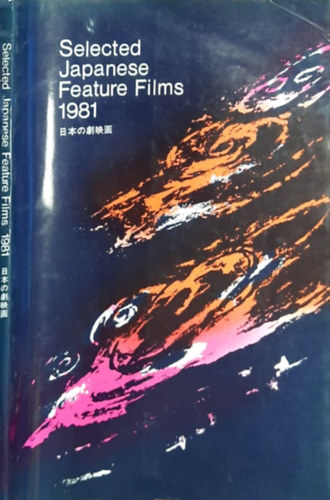 Selected
Japanese
Feature Films
1981
日本の劇映画
Selected Japanese Feature Films 1981 日本の劇映画